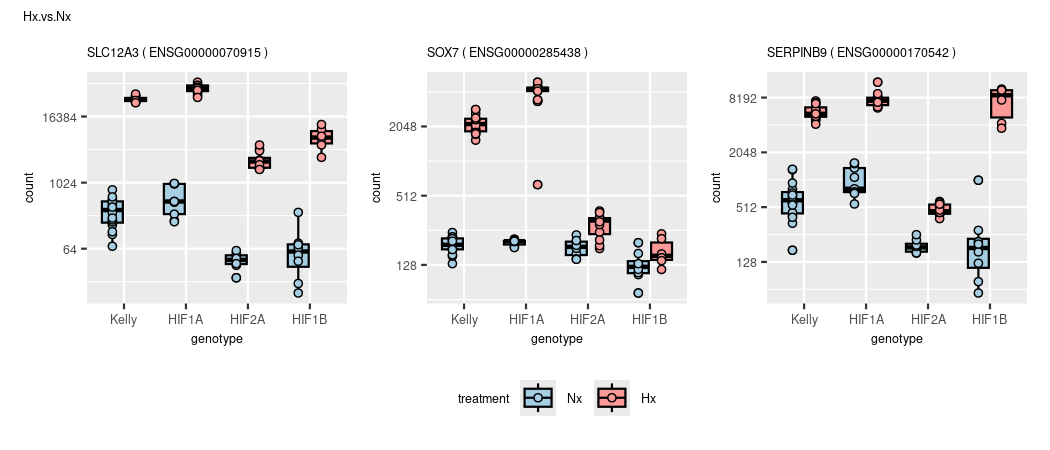 Hx.vs.Nx
SLC12A3 ( ENSG00000070915 )
SOX7 ( ENSG00000285438 )
SERPINB9 ( ENSG00000170542 )
count
16384
1024
64
Kelly HIF1A HIF2A HIF1B
genotype
count
2048
512
128
Kelly HIF1A HIF2A HIF1B
genotype
count
8192
2048
512
128
Kelly HIF1A HIF2A HIF1B
genotype
treatment Nx Hx